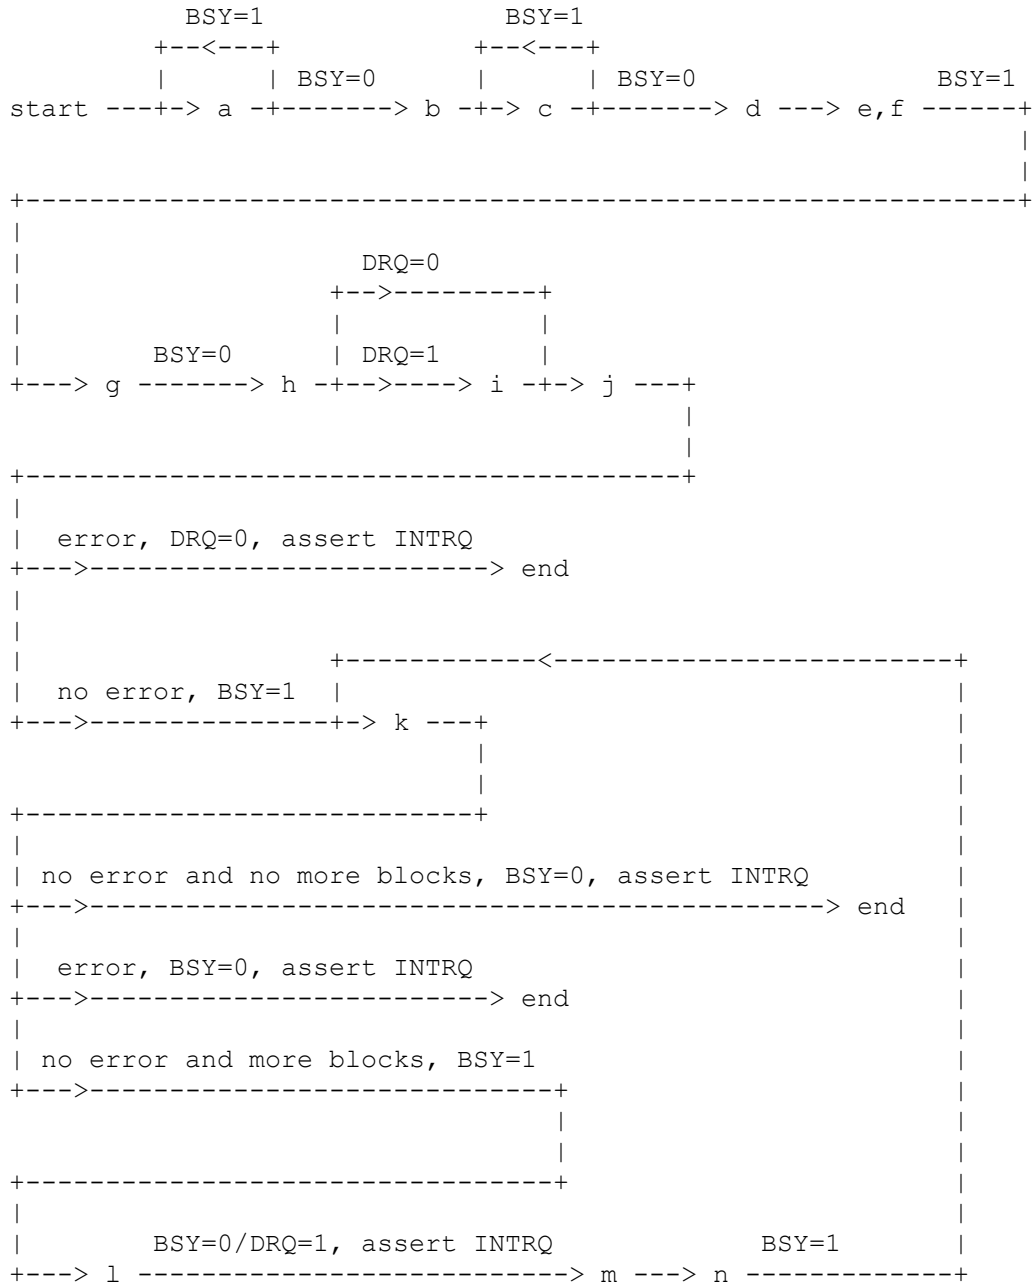 BSY=1                          BSY=1
           +--<---+                    +--<---+
           |      | BSY=0    |      | BSY=0               BSY=1
start ---+-> a -+-------> b -+-> c -+-------> d ---> e,f ------+
                                                               |
                                                               |
+--------------------------------------------------------------+
|
|                     DRQ=0
|                   +-->---------+
|                   |            |
|        BSY=0      | DRQ=1      |
+---> g -------> h -+-->----> i -+-> j ---+
                                          |
                                          |
+-----------------------------------------+
|
|  error, DRQ=0, assert INTRQ
+--->-------------------------> end
|
|
|                   +------------<-------------------------+
|  no error, BSY=1  |                                      |
+--->---------------+-> k ---+                             |
                             |                             |
                             |                             |
+----------------------------+                             |
|                                                          |
| no error and no more blocks, BSY=0, assert INTRQ         |
+--->----------------------------------------------> end   |
|                                                          |
|  error, BSY=0, assert INTRQ                              |
+--->-------------------------> end                        |
|                                                          |
| no error and more blocks, BSY=1                          |
+--->-----------------------------+                        |
                                  |                        |
                                  |                        |
+---------------------------------+                        |
|                                                          |
|        BSY=0/DRQ=1, assert INTRQ             BSY=1       |
+---> l ---------------------------> m ---> n -------------+